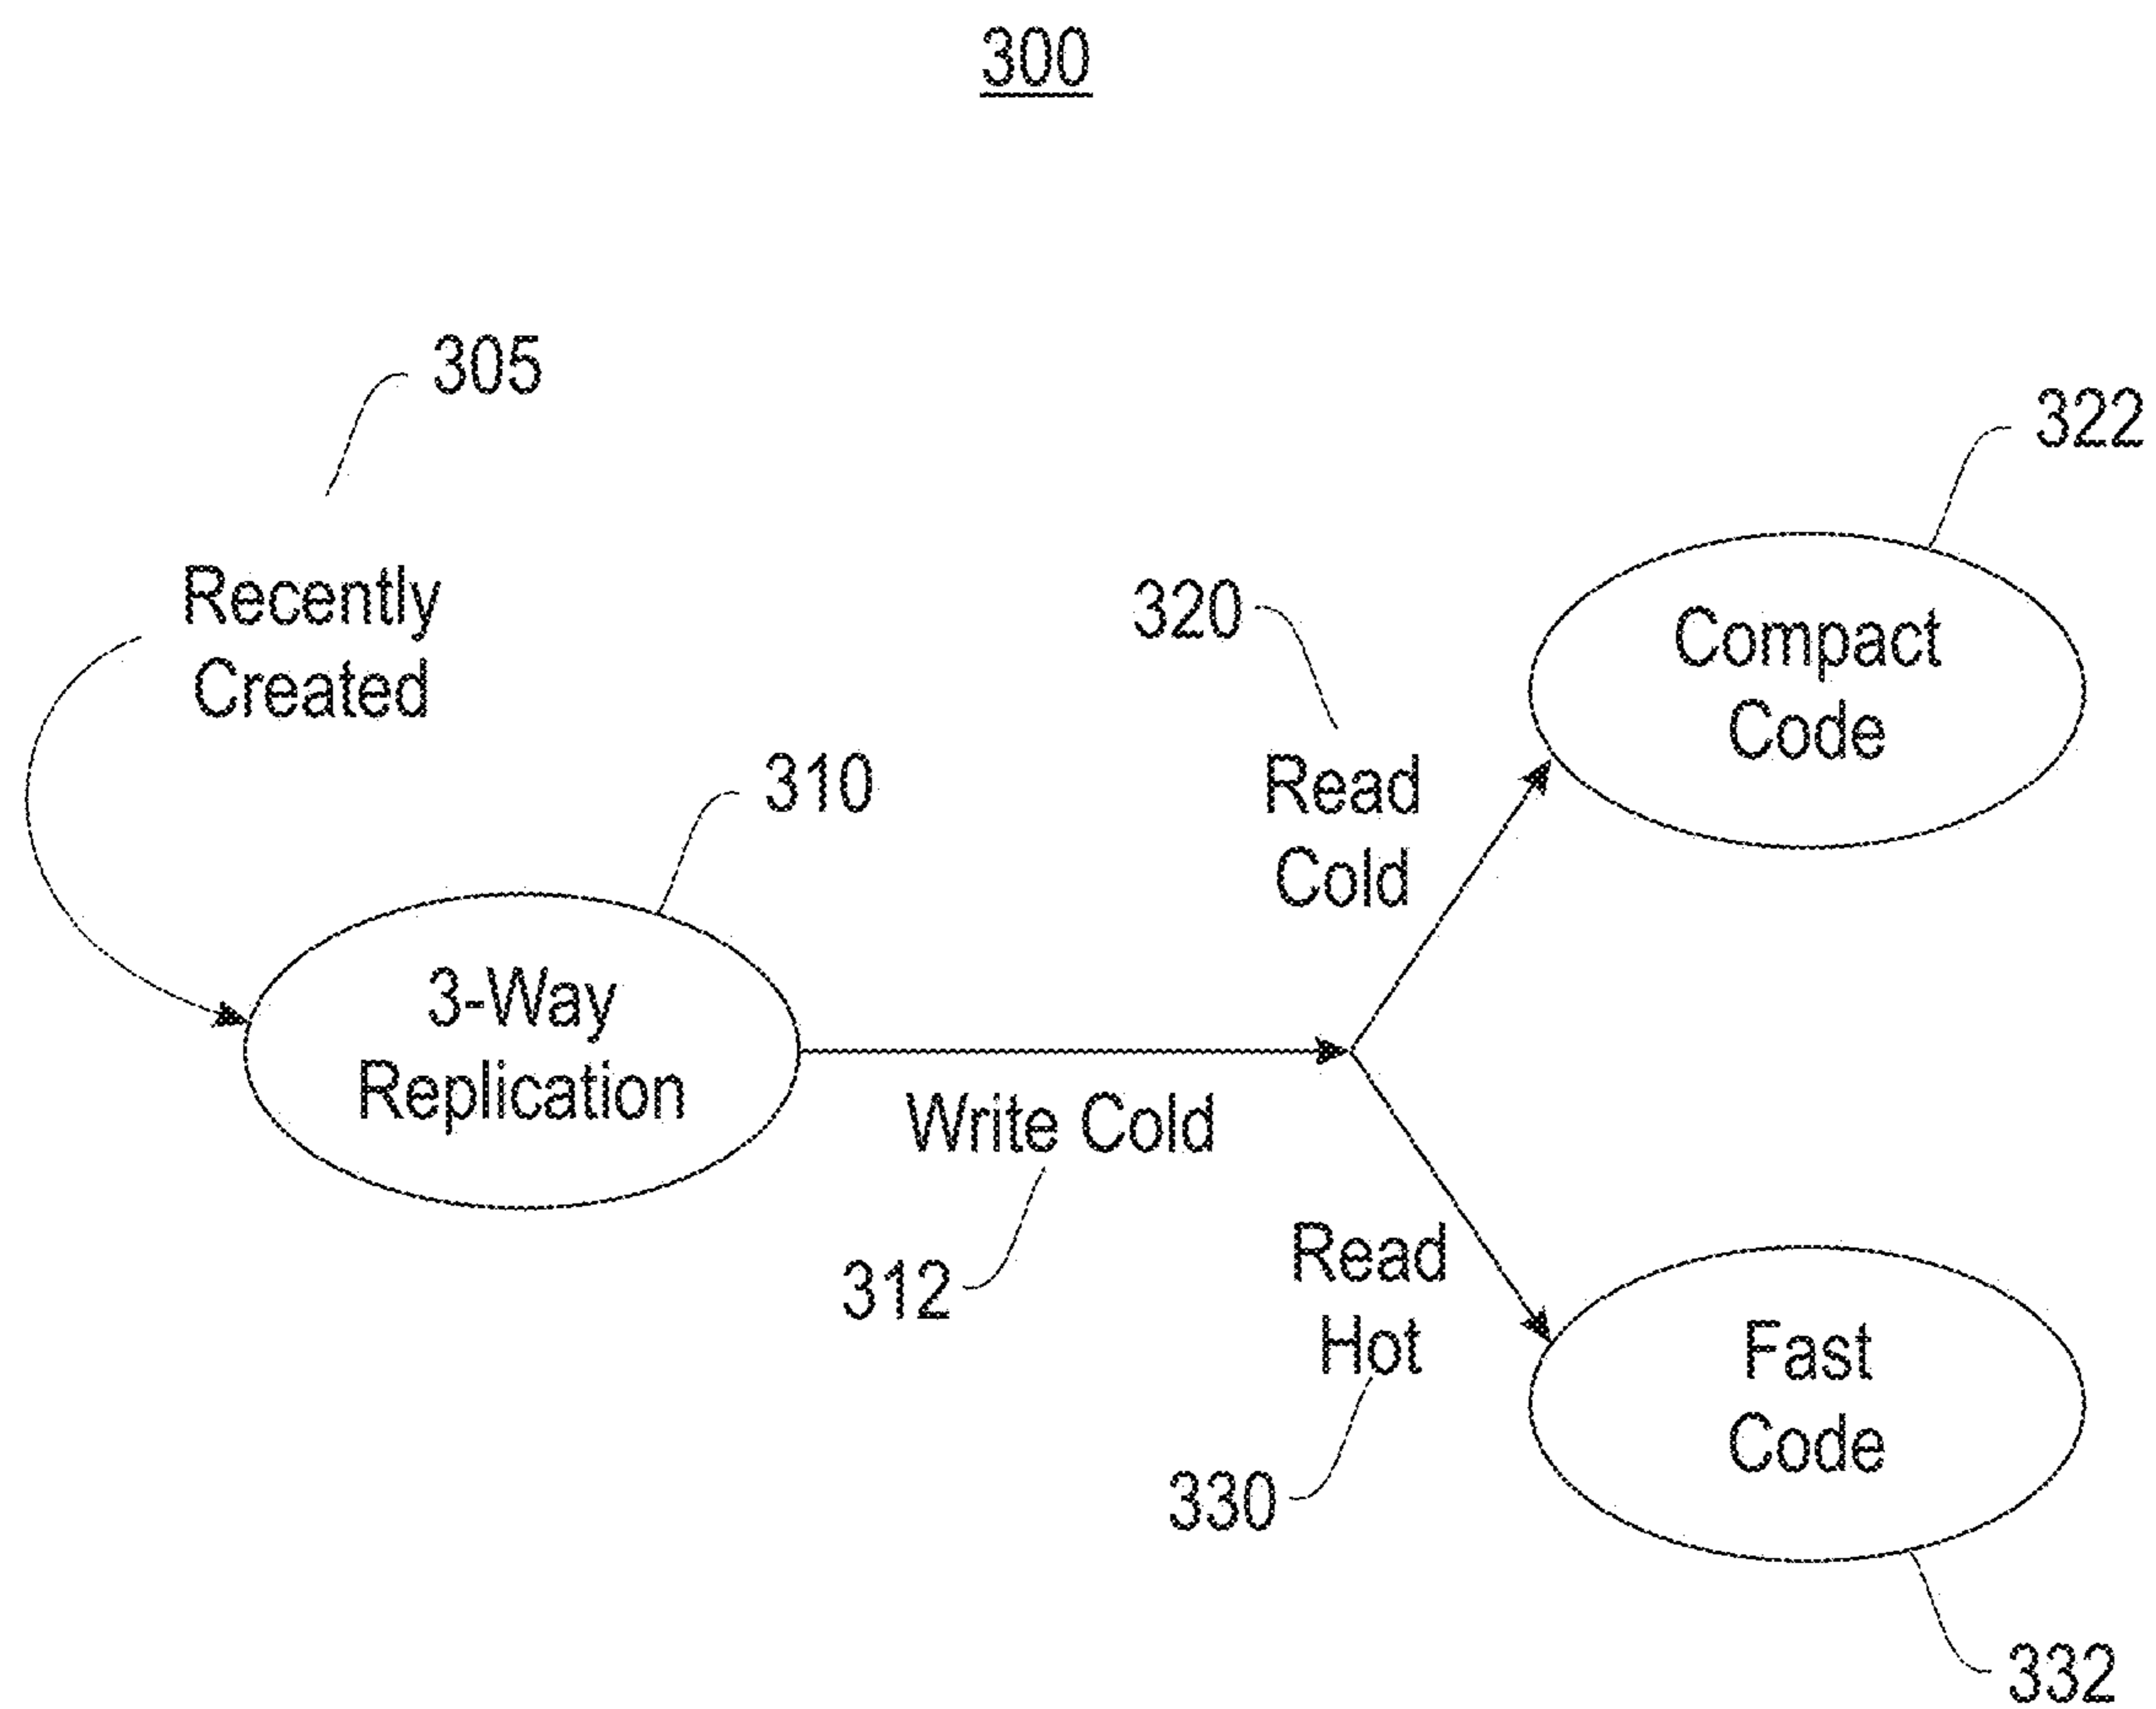 300
305
Recently
Created
310
3-Way
Replication
Write Cold
312
320
Read
Cold
322
Compact
Code
Read
Hot
330
Fast
Code
332